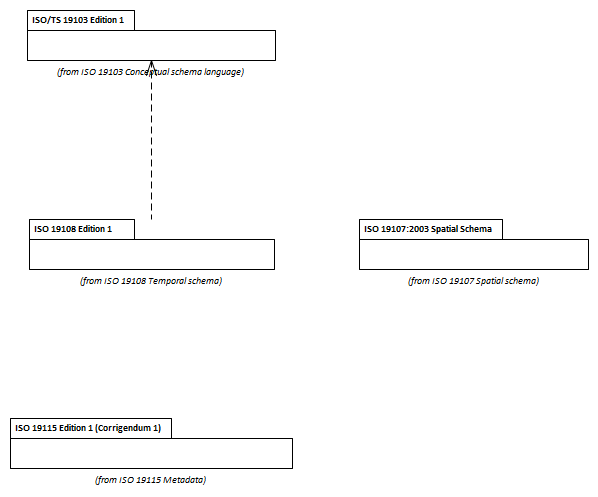 ISO/TS 19103 Edition 1
(from ISO 19103 Conceptual schema language)
ISO 19108 Edition 1
(from ISO 19108 Temporal schema)
ISO 19107:2003 Spatial Schema
(from ISO 19107 Spatial schema)
ISO 19115 Edition 1 (Corrigendum 1)
(from ISO 19115 Metadata)